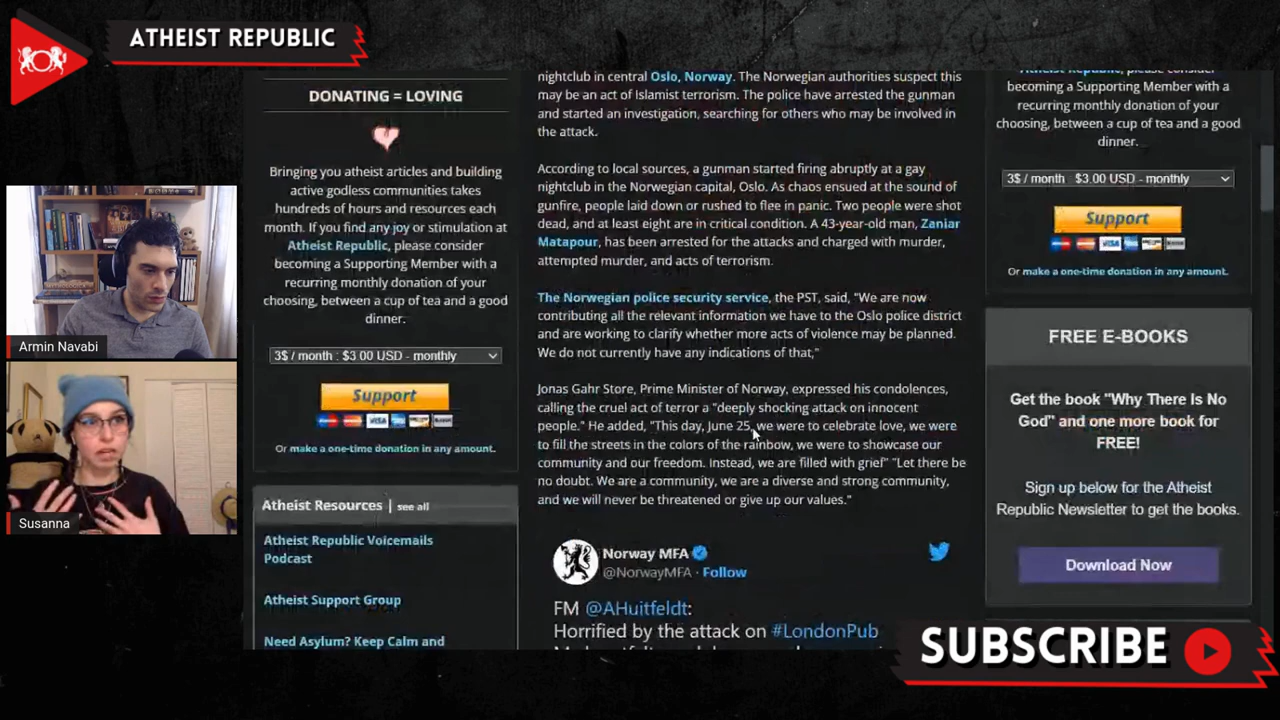 ATHEIST REPUBLIC
DONATING = LOVING
Bringing you atheist articles and building
active godless communities takes
hundreds of hours and resources each
month. If you find any joy or stimulation at
Atheist Republic, please consider
becoming a Supporting Member with a
recurring monthly donation of your
choosing, between a cup of tea and a good
dinner.
3$ / month : $3.00 USD - monthly
Support
VISA
Or make a one-time donation in any amount.
Atheist Resources | see all
Atheist Republic Voicemails
Podcast
Atheist Support Group
Need Asylum? Keep Calm and
nightclub in central Oslo, Norway. The Norwegian authorities suspect this
may be an act of Islamist terrorism. The police have arrested the gunman
and started an investigation, searching for others who may be involved in
the attack.
According to local sources, a gunman started firing abruptly at a gay
nightclub in the Norwegian capital, Oslo. As chaos ensued at the sound of
gunfire, people laid down or rushed to flee in panic. Two people were shot
dead, and at least eight are in critical condition. A 43-year-old man, Zaniar
Matapour, has been arrested for the attacks and charged with murder,
attempted murder, and acts of terrorism.
The Norwegian police security service, the PST, said, "We are now
contributing all the relevant information we have to the Oslo police district
and are working to clarify whether more acts of violence may be planned.
We do not currently have any indications of that,"
Jonas Gahr Store, Prime Minister of Norway, expressed his condolences,
calling the cruel act of terror a "deeply shocking attack on innocent
people." He added, "This day, June 25, we were to celebrate love, we were
to fill the streets in the colors of the rainbow, we were to showcase our
community and our freedom. Instead, we are filled with grief" "Let there be
no doubt. We are a community, we are a diverse and strong community,
and we will never be threatened or give up our values."
Norway MFA
@NorwayMFA · Follow
FM @AHuitfeldt:
Horrified by the attack on #LondonPub
Atheist Republic, please consider
becoming a Supporting Member with a
recurring monthly donation of your
choosing, between a cup of tea and a good
dinner.
3$ / month : $3.00 USD - monthly
Support
VISA
Or make a one-time donation in any amount.
FREE E-BOOKS
Get the book "Why There Is No
God" and one more book for
FREE!
Sign up below for the Atheist
Republic Newsletter to get the books.
Download Now
Armin Navabi
Susanna
SUBSCRIBE